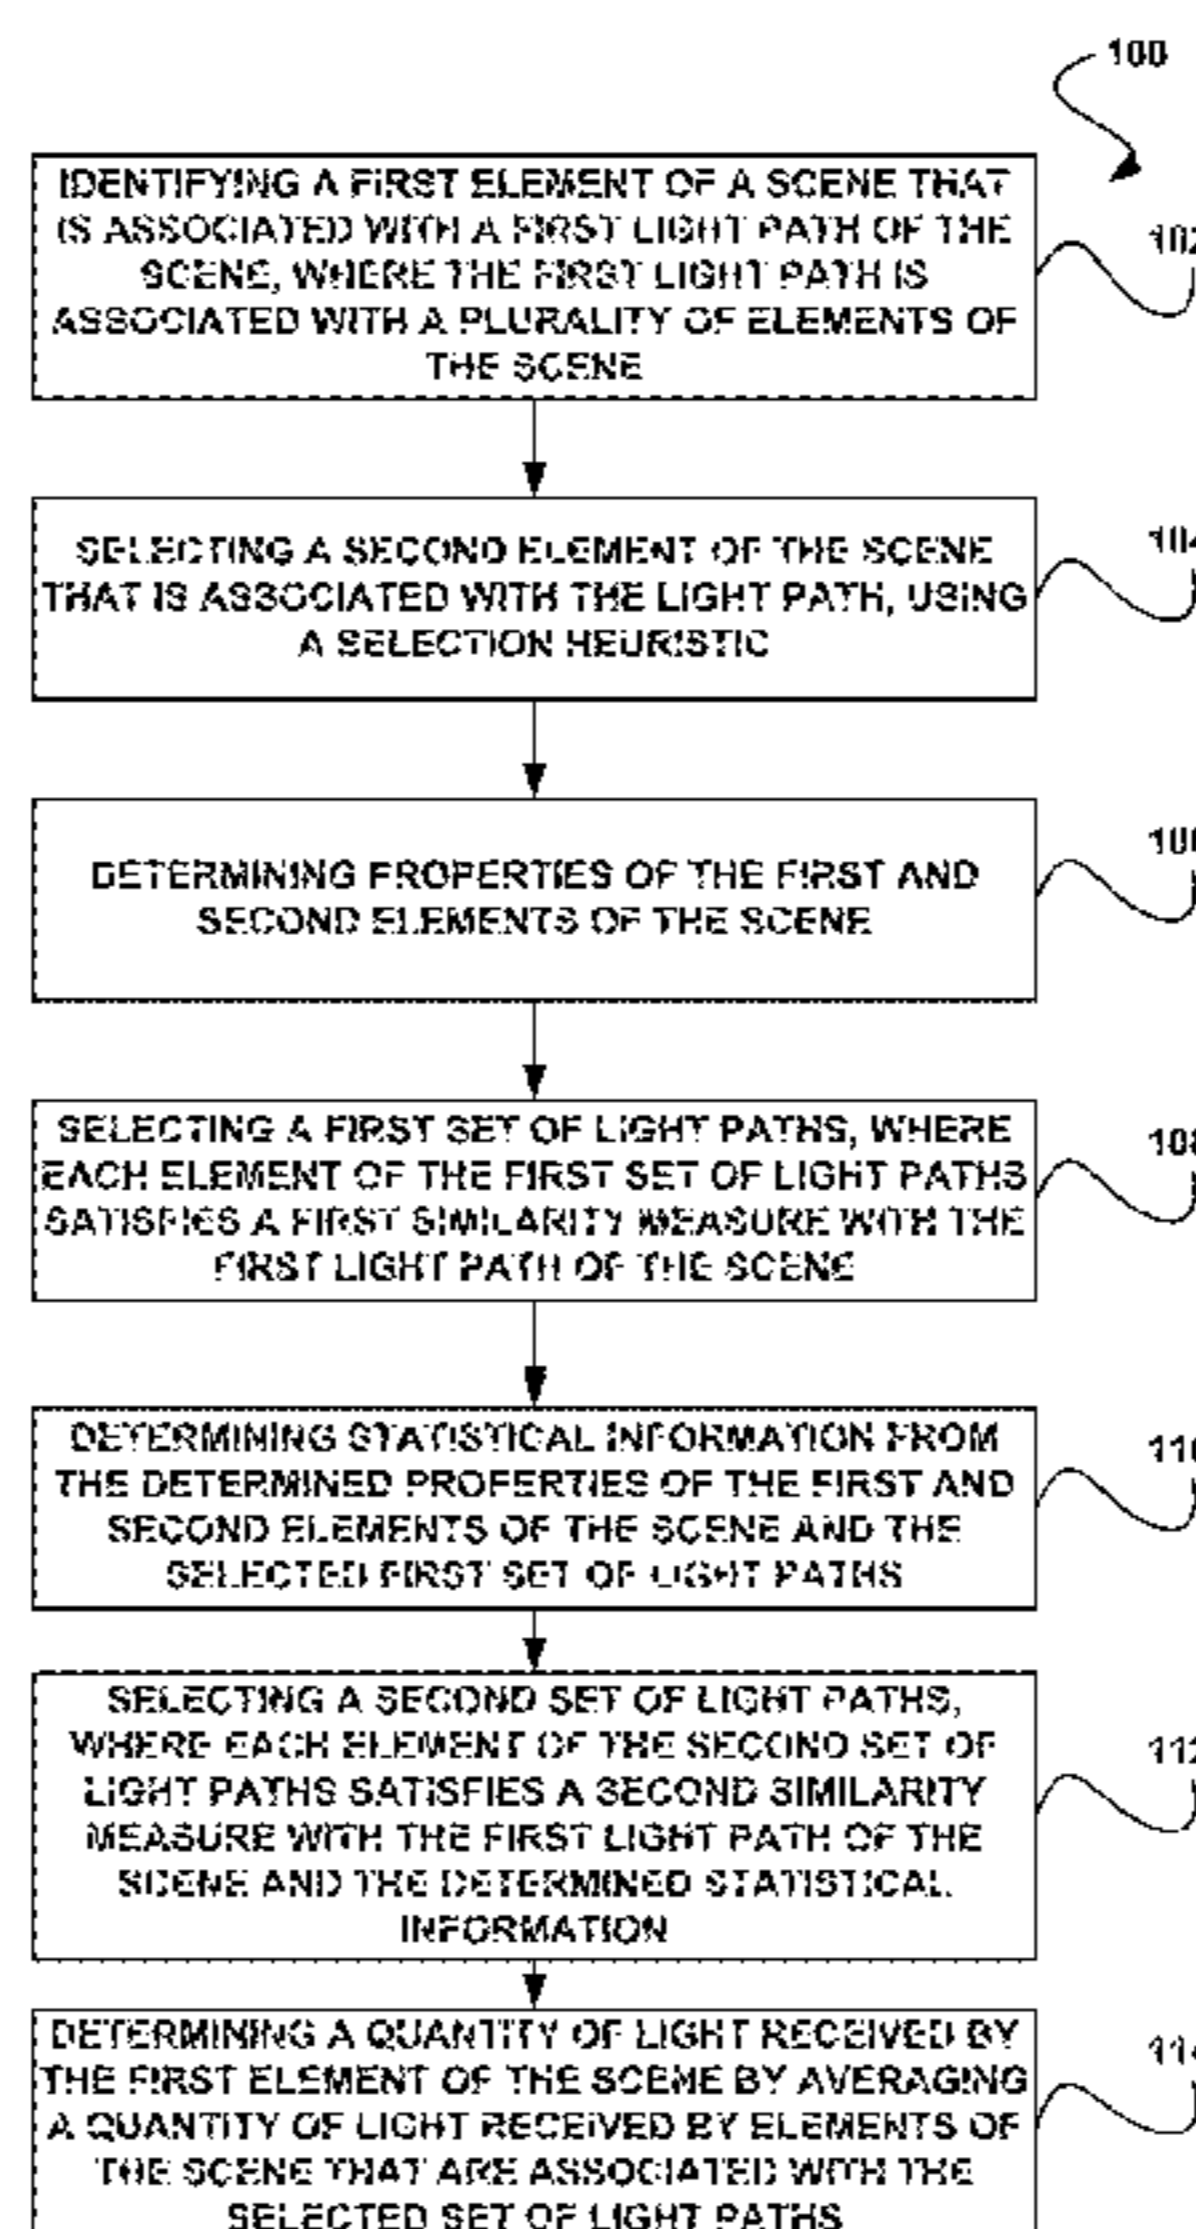 100
IDENTIFYING A FIRST ELEMENT OF A SCENE THAT
IS ASSOCIATED WITH A FIRST LIGHT PATH OF THE
SCENE, WHERE THE FIRST LIGHT PATH IS
ASSOCIATED WITH A PLURALITY OF ELEMENTS OF
THE SCENE
102
SELECTING A SECOND ELEMENT OF THE SCENE
THAT IS ASSOCIATED WITH THE LIGHT PATH, USING
A SELECTION HEURISTIC
104
DETERMINING PROPERTIES OF THE FIRST AND
SECOND ELEMENTS OF THE SCENE
106
SELECTING A FIRST SET OF LIGHT PATHS, WHERE
EACH ELEMENT OF THE FIRST SET OF LIGHT PATHS
SATISFIES A FIRST SIMILARITY MEASURE WITH THE
FIRST LIGHT PATH OF THE SCENE
108
DETERMINING STATISTICAL INFORMATION FROM
THE DETERMINED PROPERTIES OF THE FIRST AND
SECOND ELEMENTS OF THE SCENE AND THE
SELECTED FIRST SET OF LIGHT PATHS
110
SELECTING A SECOND SET OF LIGHT PATHS,
WHERE EACH ELEMENT OF THE SECOND SET OF
LIGHT PATHS SATISFIES A SECOND SIMILARITY
MEASURE WITH THE FIRST LIGHT PATH OF THE
SCENE AND THE DETERMINED STATISTICAL
INFORMATION
112
DETERMINING A QUANTITY OF LIGHT RECEIVED BY
THE FIRST ELEMENT OF THE SCENE BY AVERAGING
A QUANTITY OF LIGHT RECEIVED BY ELEMENTS OF
THE SCENE THAT ARE ASSOCIATED WITH THE
SELECTED SET OF LIGHT PATHS
114